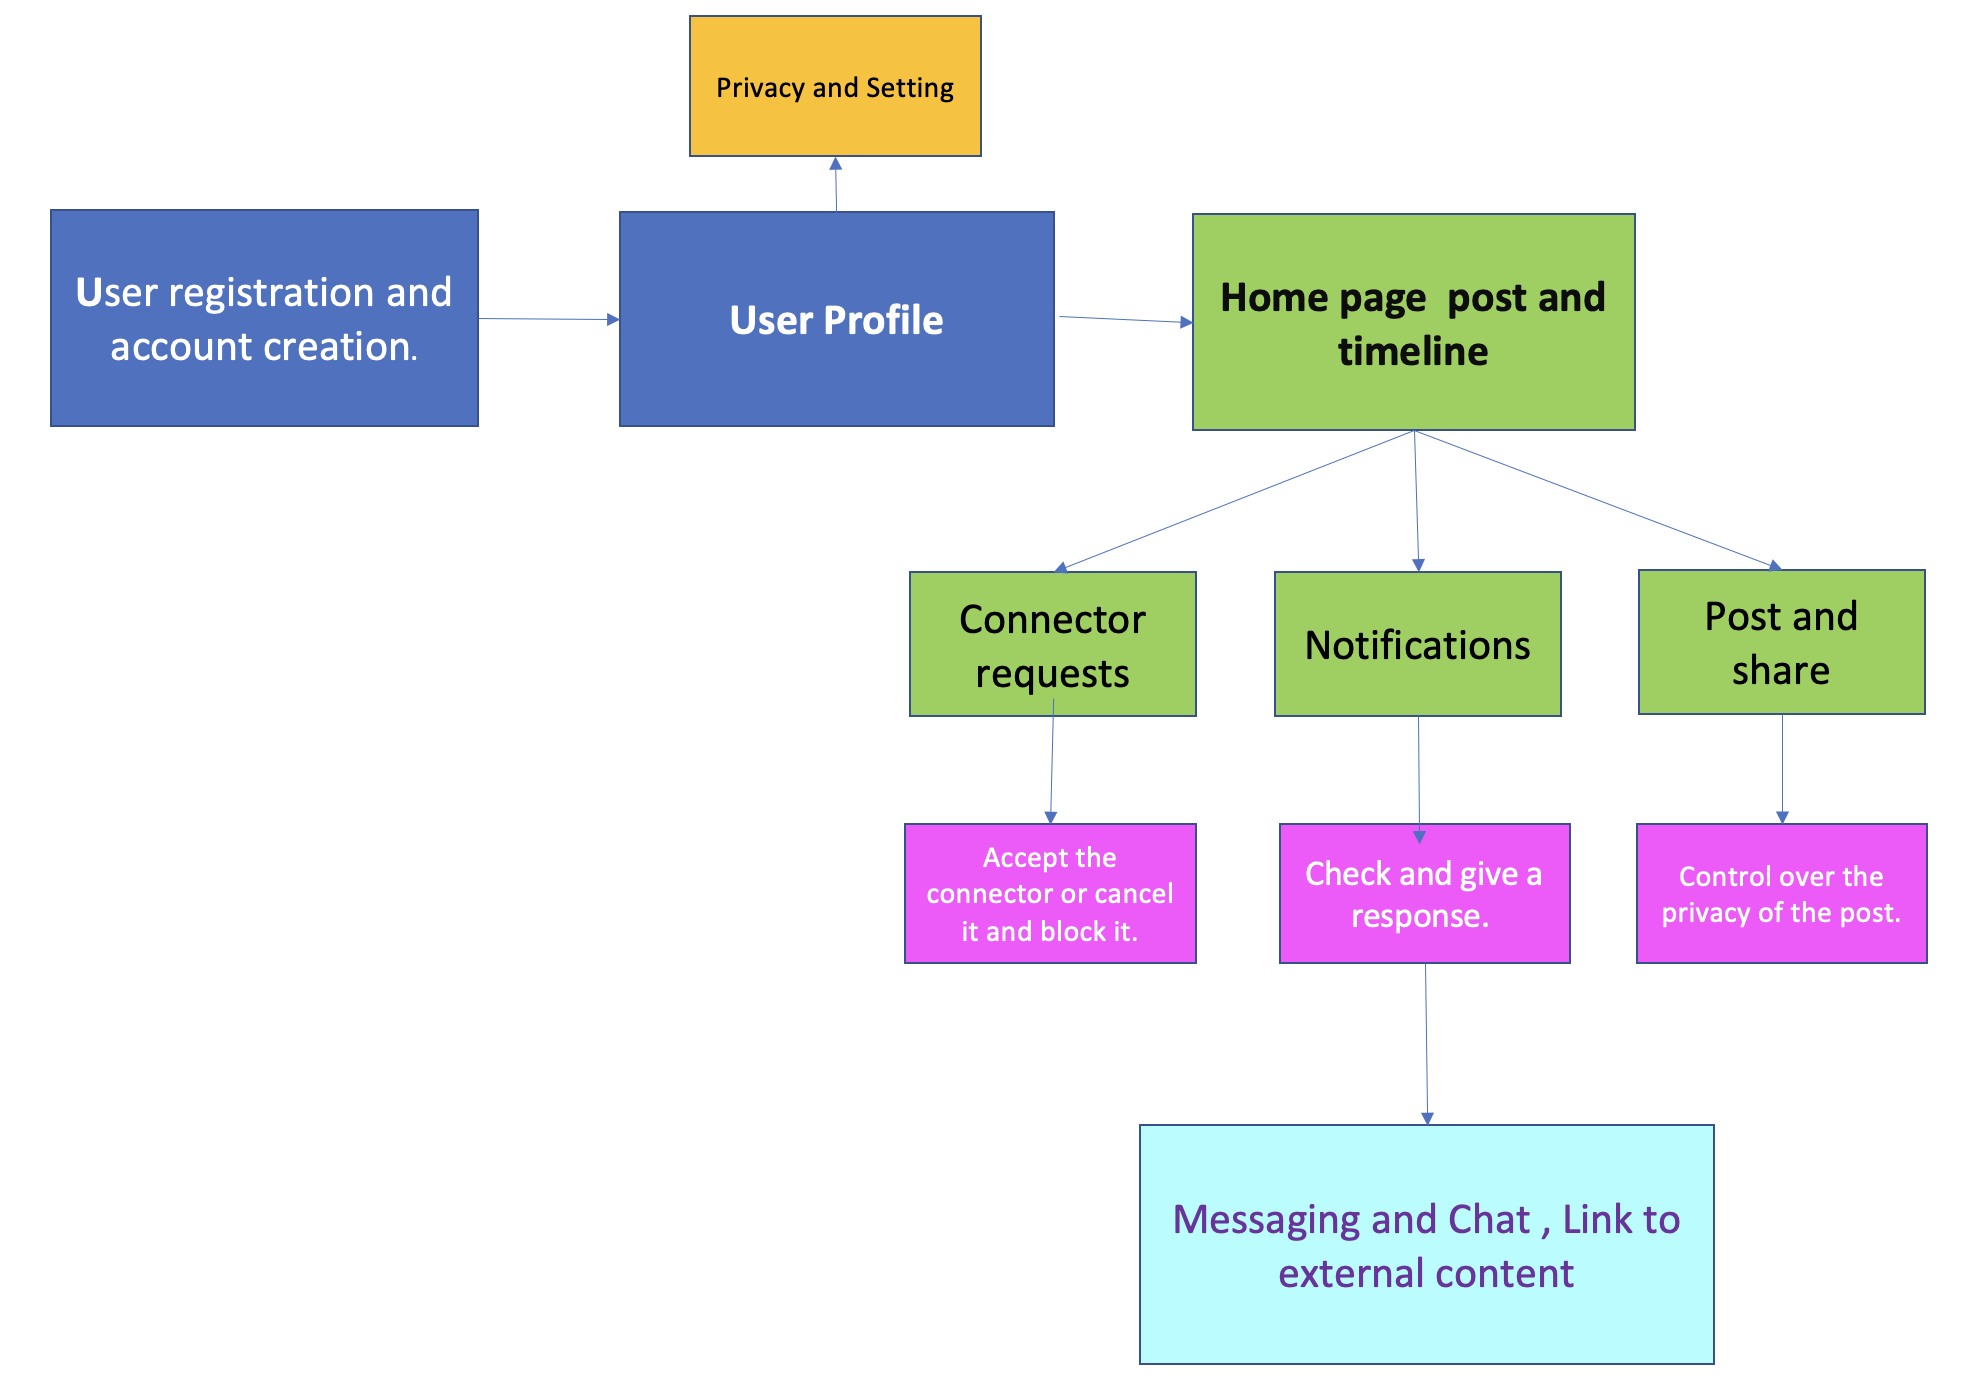 Privacy and Setting
User registration and
account creation.
User Profile
Home page  post and
timeline
Connector
requests
Notifications
Post and
share
Accept the
connector or cancel
it and block it.
Check and give a
response.
Control over the
privacy of the post.
Messaging and Chat , Link to
external content